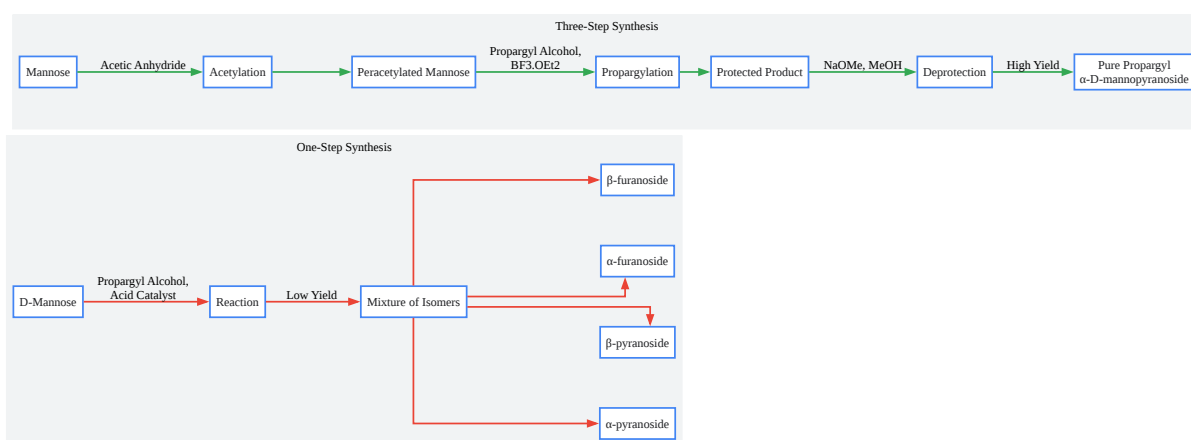 Three-Step Synthesis
Mannose
Acetic Anhydride
Acetylation
Peracetylated Mannose
Propargyl Alcohol,
BF3.OEt2
Propargylation
Protected Product
NaOMe, MeOH
Deprotection
High Yield
Pure Propargyl
α-D-mannopyranoside
One-Step Synthesis
D-Mannose
Propargyl Alcohol,
Acid Catalyst
Reaction
Low Yield
Mixture of Isomers
β-furanoside
α-furanoside
β-pyranoside
α-pyranoside